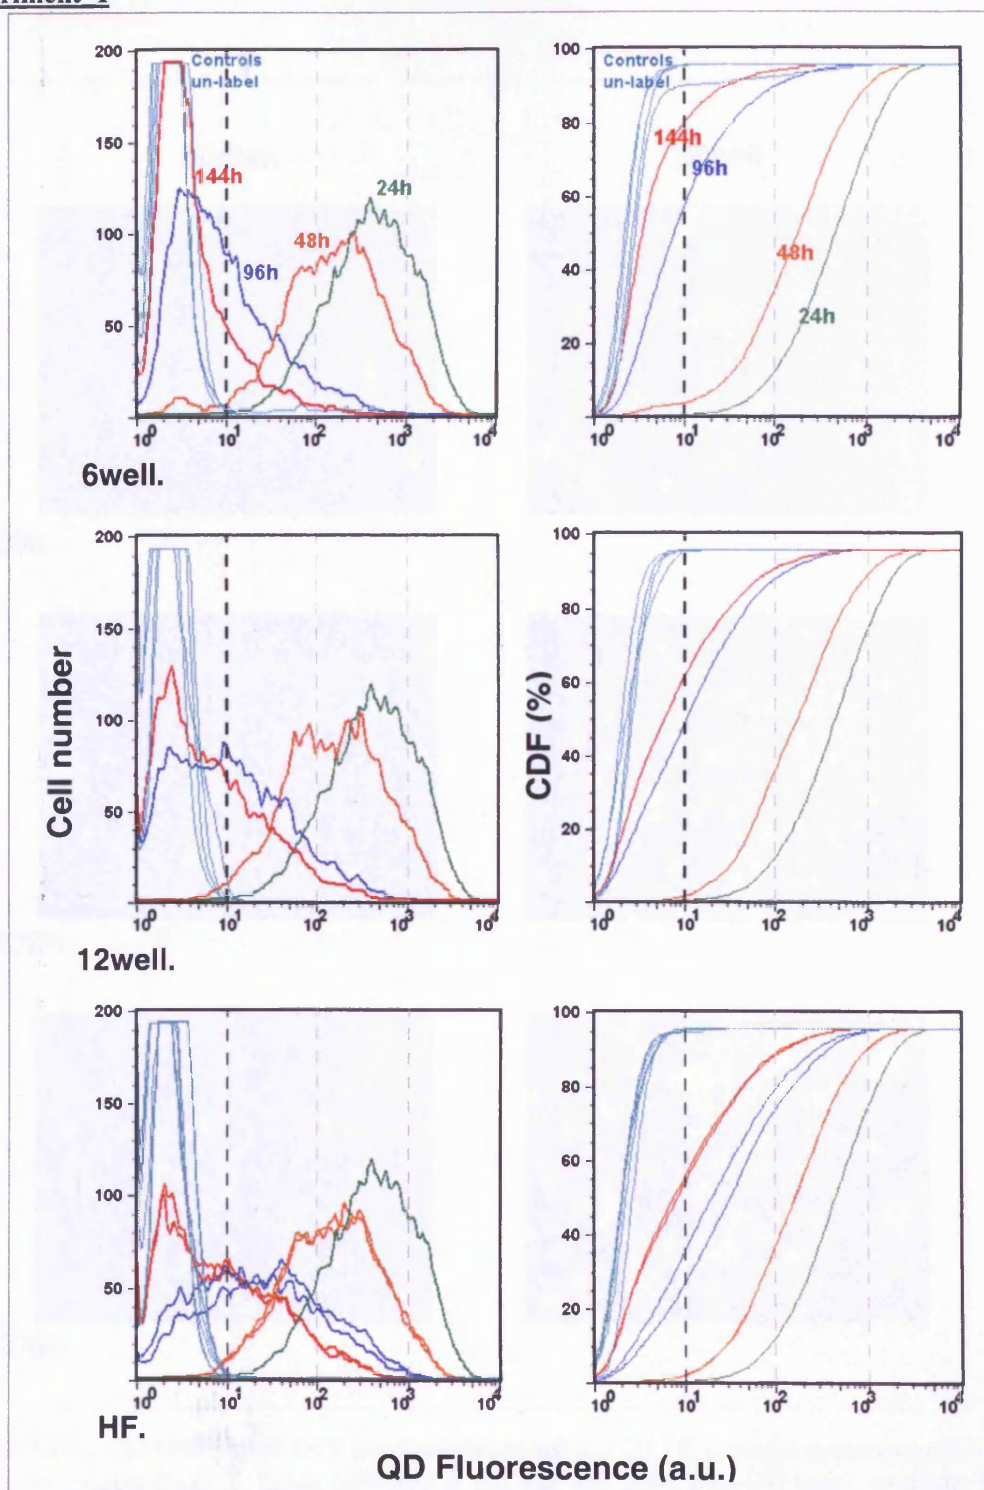 200
150
100
50
Controls
un-label
144h
96h
48h
24h
10⁰ 10¹ 10² 10³ 10⁴
100
80
60
40
20
Controls
un-label
144h
96h
48h
24h
10⁰ 10¹ 10² 10³ 10⁴
6well.
Cell number
200
150
100
50
10⁰ 10¹ 10² 10³ 10⁴
CDF (%)
100
80
60
40
20
10⁰ 10¹ 10² 10³ 10⁴
12well.
200
150
100
50
10⁰ 10¹ 10² 10³ 10⁴
100
80
60
40
20
10⁰ 10¹ 10² 10³ 10⁴
HF.
QD Fluorescence (a.u.)